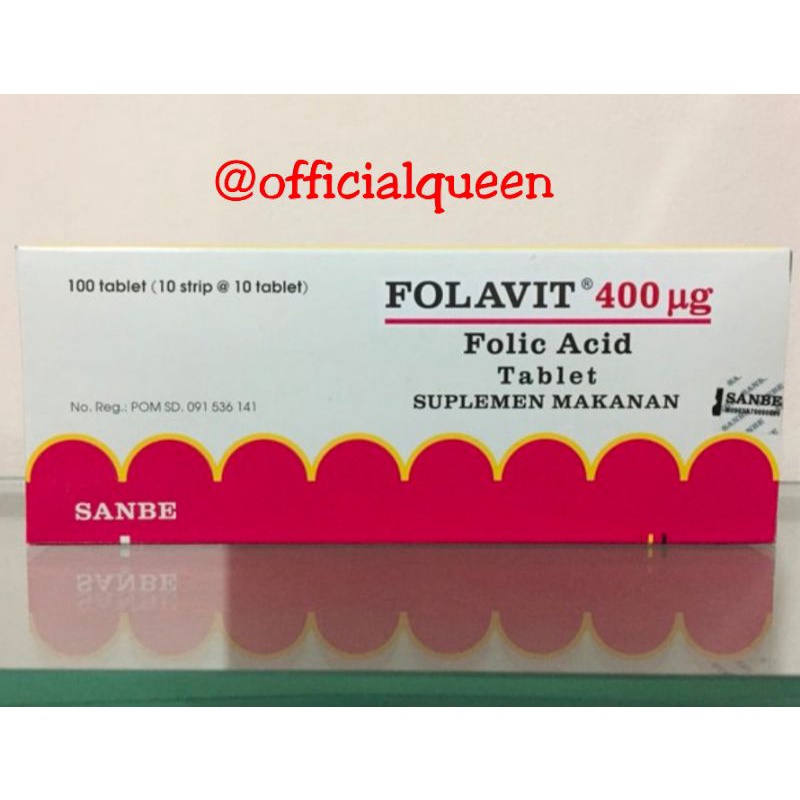 @officialqueen
100 tablet (10 strip @ 10 tablet)
FOLAVIT® 400 µg
Folic Acid
Tablet
SUPLEMEN MAKANAN
No. Reg.: POM SD. 091 536 141
SANBE
SANBE